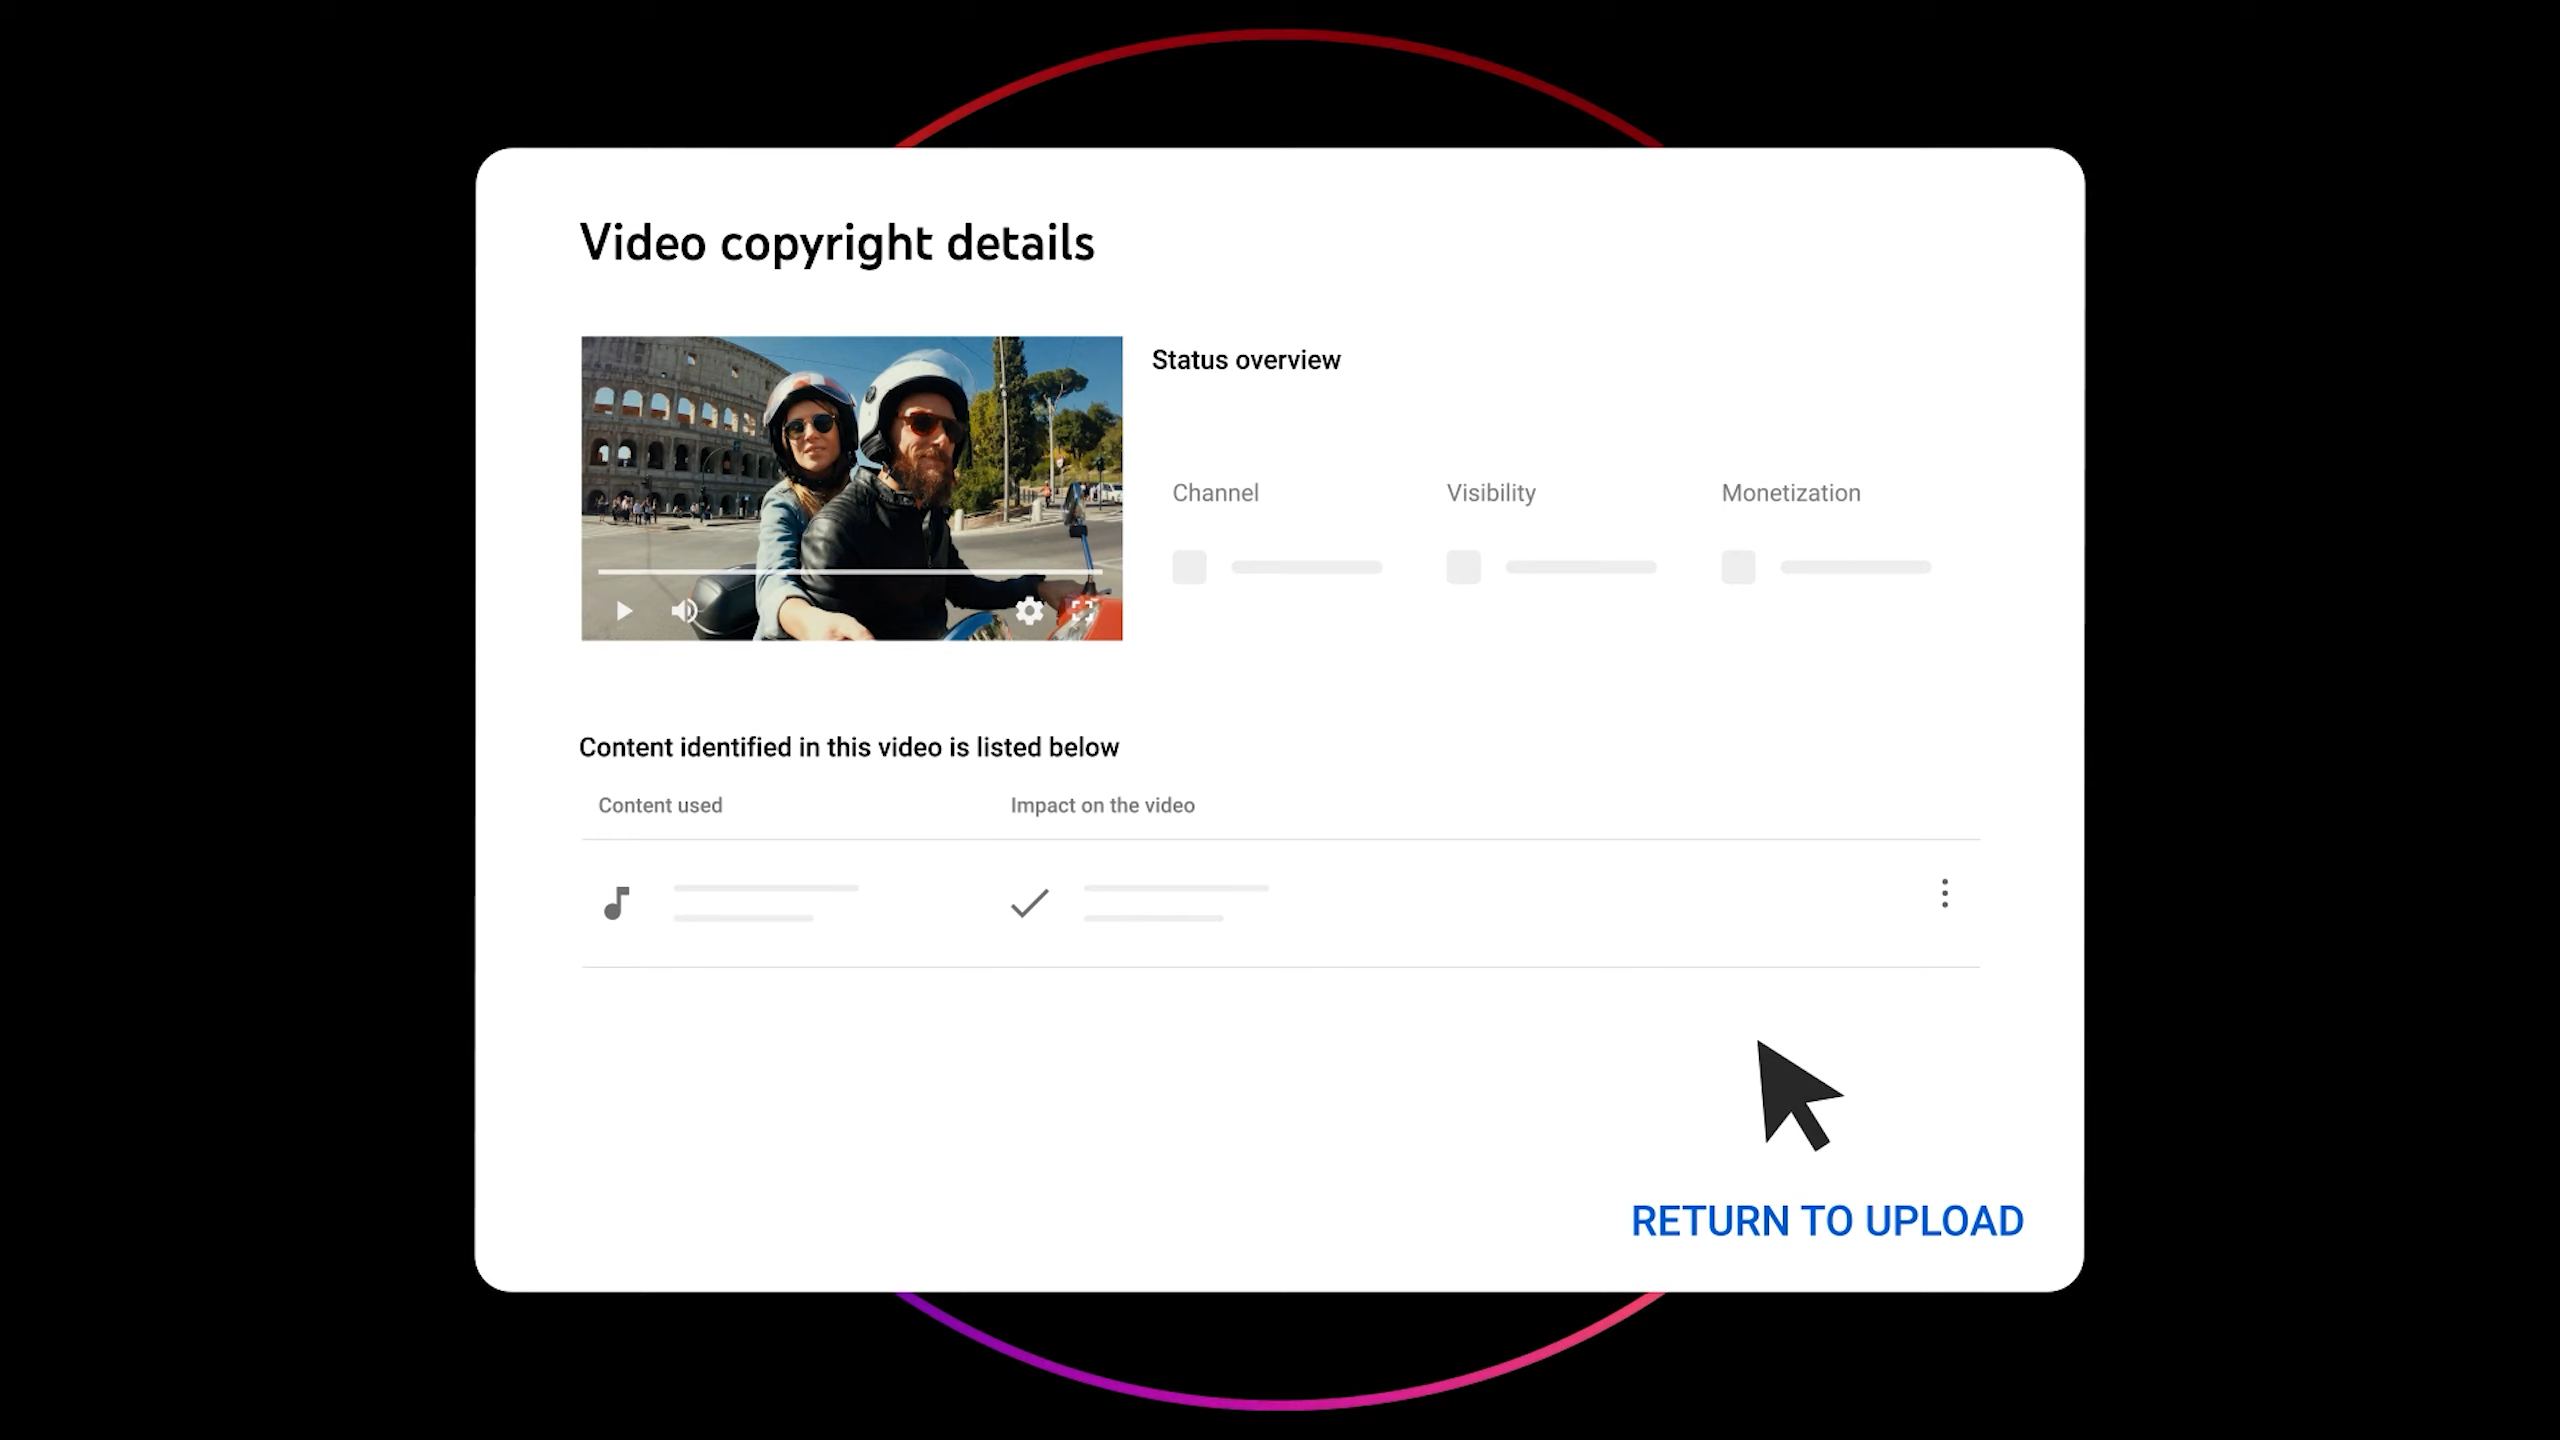 Video copyright details
Status overview
Channel Visibility Monetization
Content identified in this video is listed below
Content used Impact on the video
RETURN TO UPLOAD